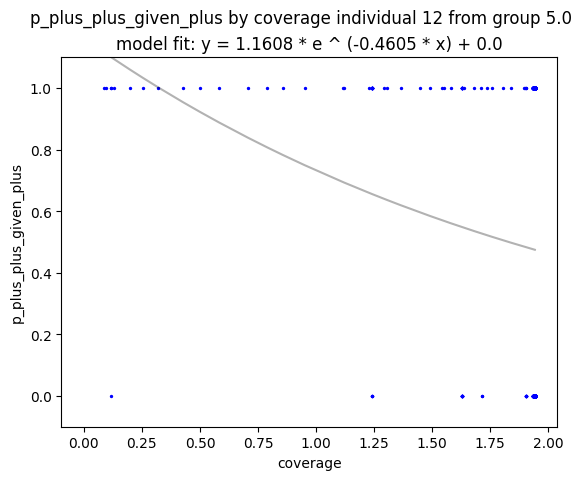 p_plus_plus_given_plus by coverage individual 12 from group 5.0
model fit: y = 1.1608 * e ^ (-0.4605 * x) + 0.0
1.0
0.8
0.6
0.4
0.2
0.0
p_plus_plus_given_plus
0.00 0.25 0.50 0.75 1.00 1.25 1.50 1.75 2.00
coverage